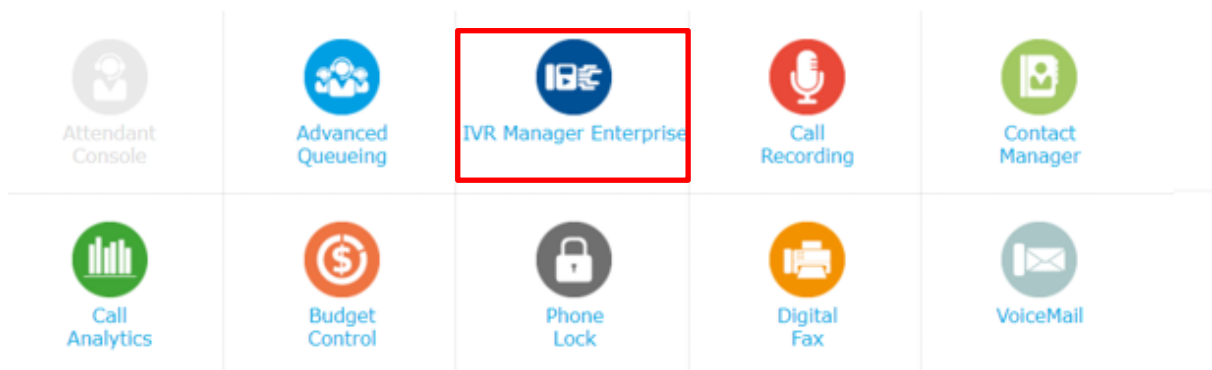 Attendant
Console
Advanced
Queueing
IVR Manager Enterprise
Call
Recording
Contact
Manager
Call
Analytics
$
Budget
Control
Phone
Lock
Digital
Fax
VoiceMail